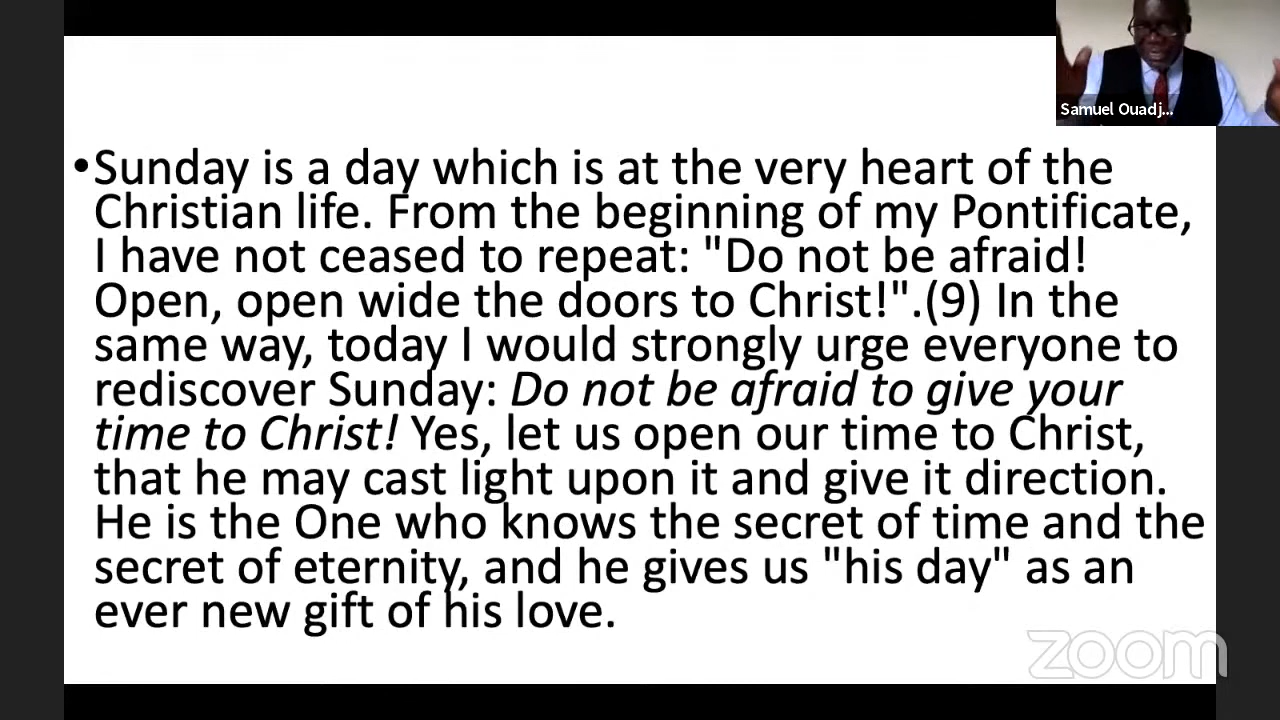 Samuel Ouadj...
•Sunday is a day which is at the very heart of the
Christian life. From the beginning of my Pontificate,
I have not ceased to repeat: "Do not be afraid!
Open, open wide the doors to Christ!".(9) In the
same way, today I would strongly urge everyone to
rediscover Sunday: Do not be afraid to give your
time to Christ! Yes, let us open our time to Christ,
that he may cast light upon it and give it direction.
He is the One who knows the secret of time and the
secret of eternity, and he gives us "his day" as an
ever new gift of his love.
zoom